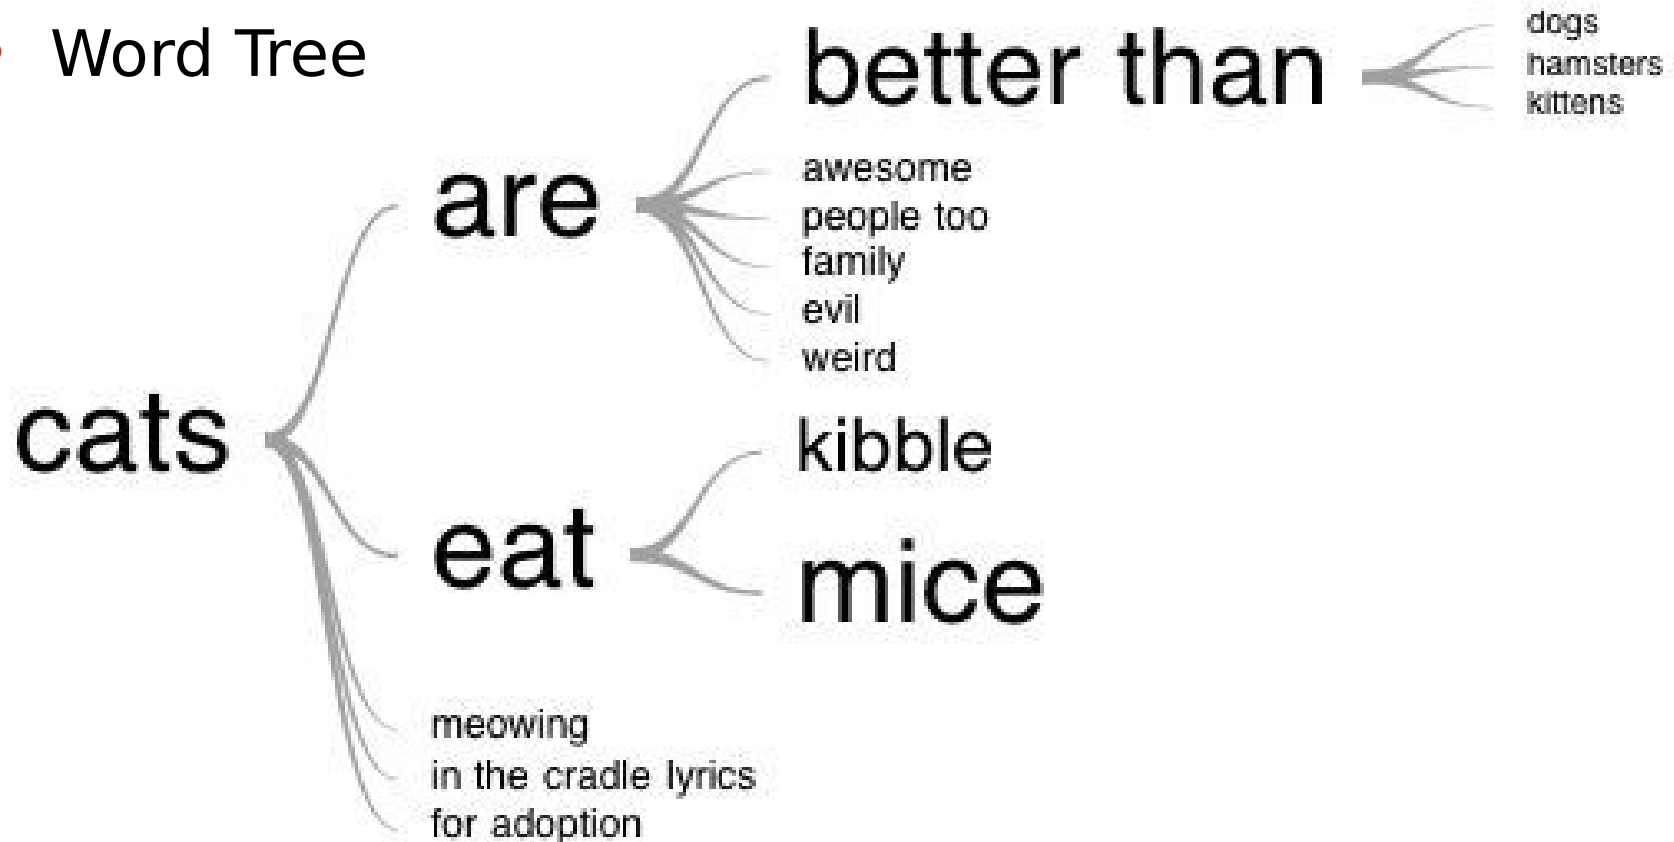 Word Tree
cats
are
better than
dogs
hamsters
kittens
awesome
people too
family
evil
weird
eat
kibble
mice
meowing
in the cradle lyrics
for adoption